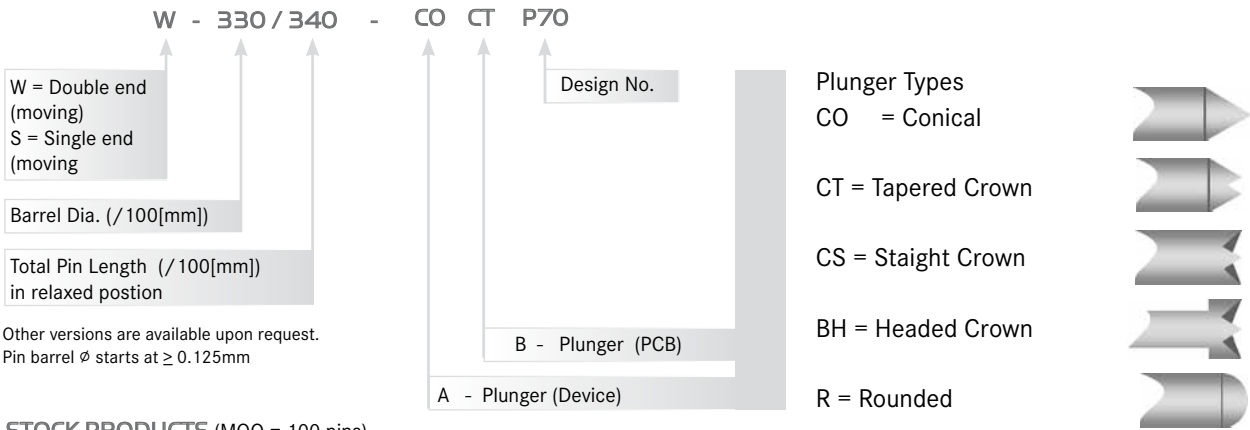 W - 330 / 340 - CO CT P70
W = Double end
(moving)
S = Single end
(moving
Design No.
Barrel Dia. (/100[mm])
Total Pin Length (/100[mm])
in relaxed postion
Other versions are available upon request.
Pin barrel ø starts at ≥ 0.125mm
B - Plunger (PCB)
A - Plunger (Device)
Plunger Types
CO = Conical
CT = Tapered Crown
CS = Staight Crown
BH = Headed Crown
R = Rounded
STOCK PRODUCTS (MOQ = 100 pins)